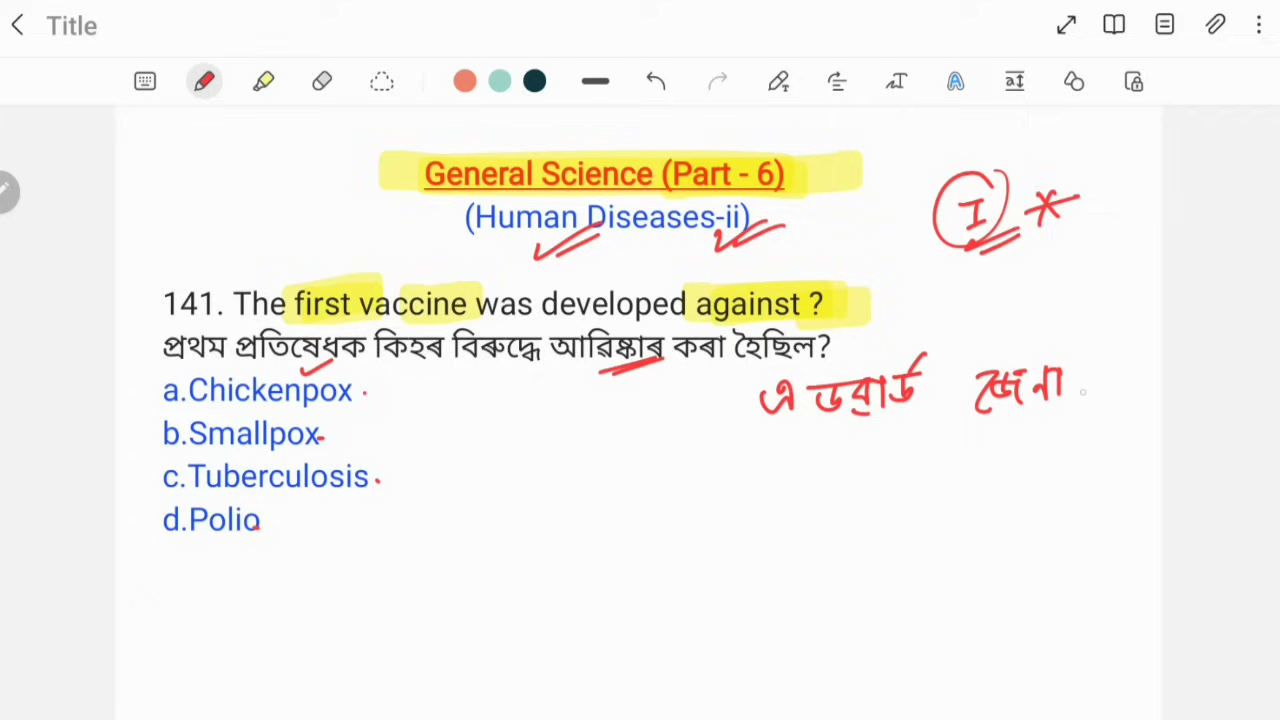 Title
General Science (Part - 6)
(Human Diseases-ii)
I
141. The first vaccine was developed against ?
প্ৰথম প্ৰতিষেধক কিহৰ বিৰুদ্ধে আৱিষ্কাৰ কৰা হৈছিল?
a.Chickenpox
এডৱাৰ্ড জেনা
b.Smallpox
c.Tuberculosis
d.Polio